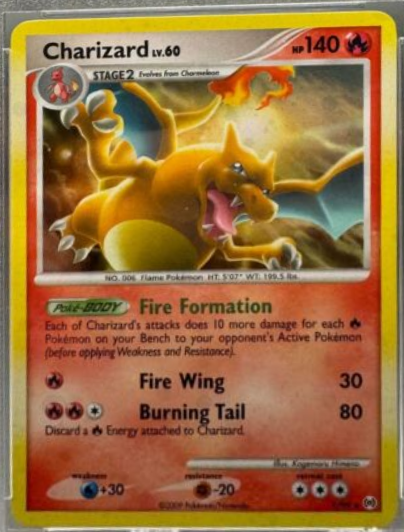 Charizard LV.60 HP 140
STAGE2 Evolves from Charmeleon
NO. 006 Flame Pokémon HT: 5'07" WT: 199.5 lbs.
Poké-BODY Fire Formation
Each of Charizard's attacks does 10 more damage for each
Pokémon on your Bench to your opponent's Active Pokémon
(before applying Weakness and Resistance).
Fire Wing 30
Burning Tail 80
Discard a Energy attached to Charizard.
Illus. Kagemaru Himeno
weakness resistance retreat cost
+30 -20
©2009 Pokémon/Nintendo